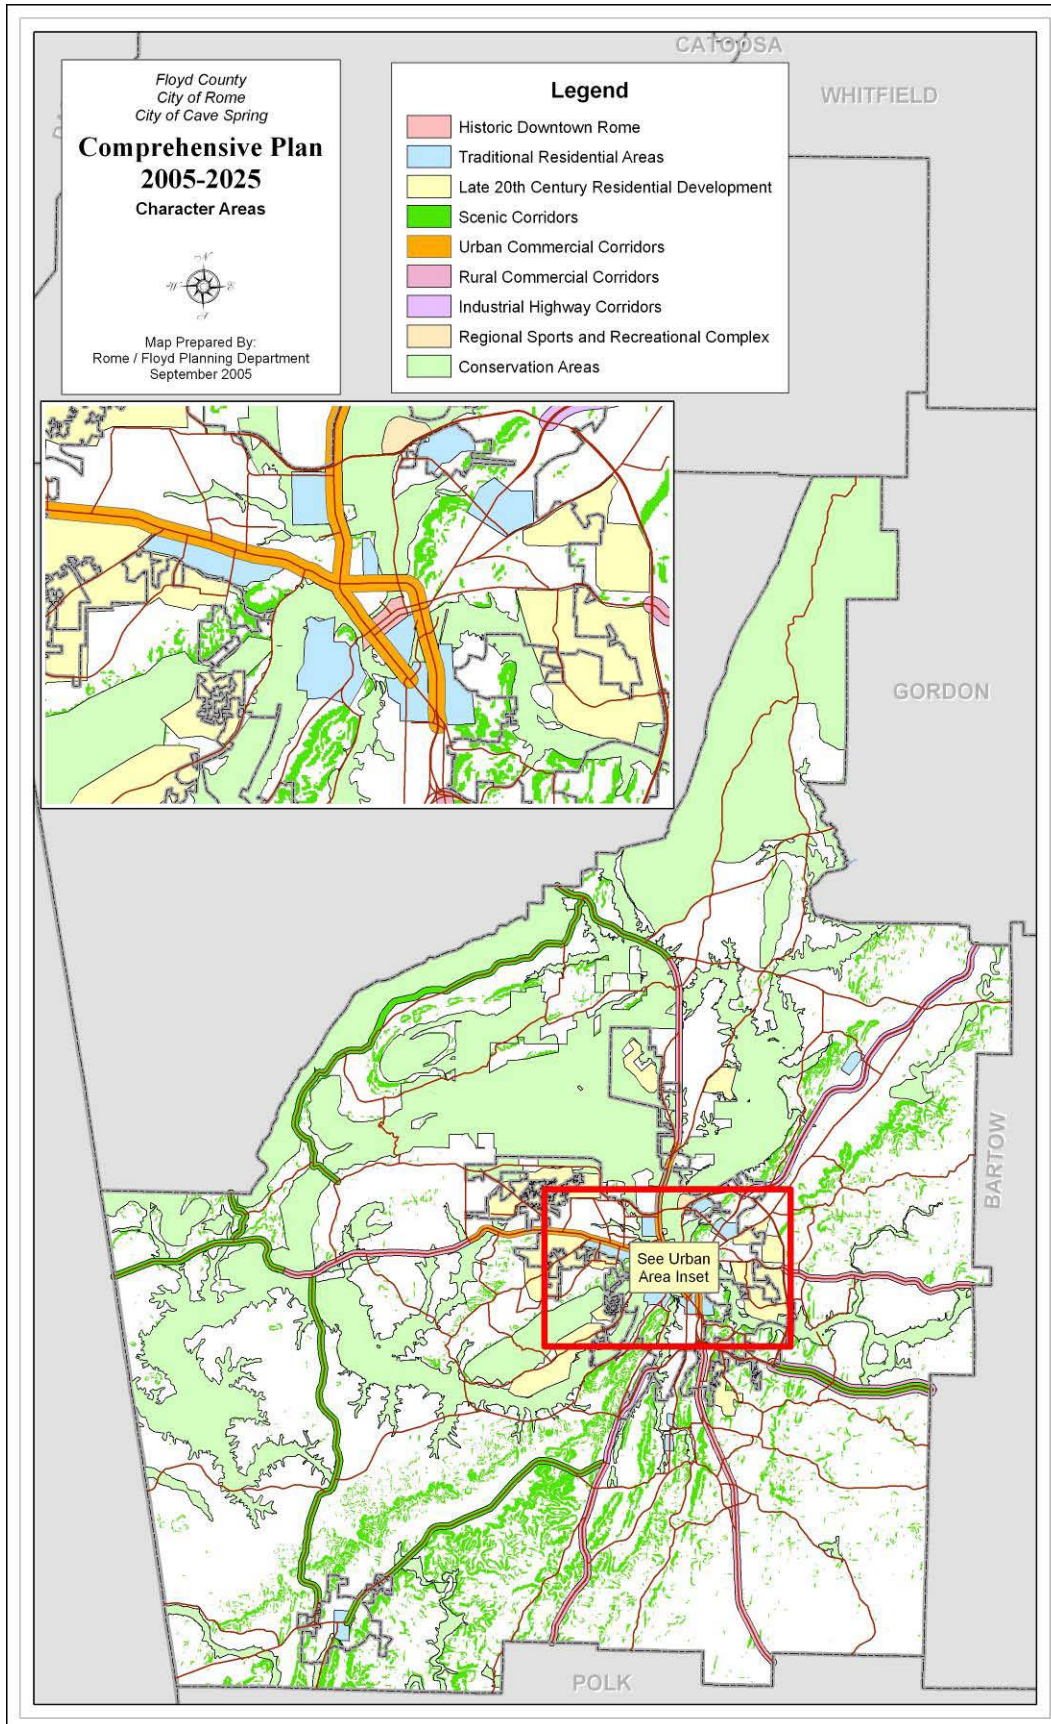 CATOOSA
WHITFIELD
Floyd County
City of Rome
City of Cave Spring
Comprehensive Plan
2005-2025
Character Areas
N
W
E
S
Map Prepared By:
Rome / Floyd Planning Department
September 2005
Legend
Historic Downtown Rome
Traditional Residential Areas
Late 20th Century Residential Development
Scenic Corridors
Urban Commercial Corridors
Rural Commercial Corridors
Industrial Highway Corridors
Regional Sports and Recreational Complex
Conservation Areas
GORDON
BARTOW
See Urban
Area Inset
POLK